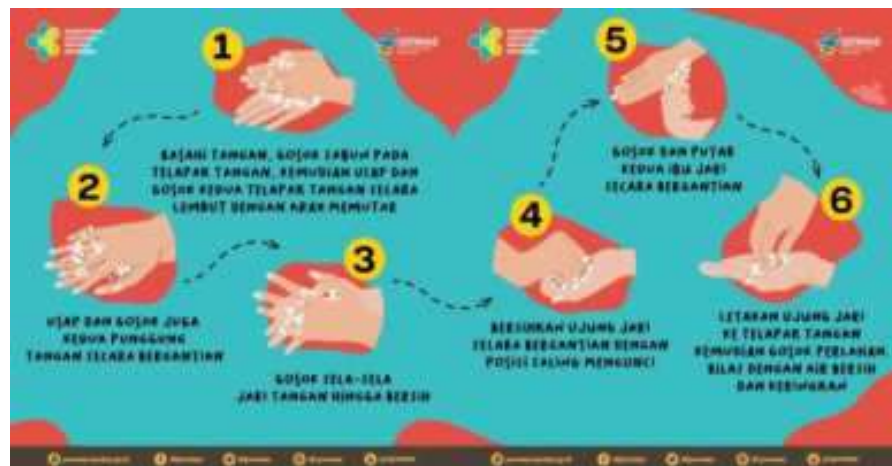 1
BASAHI TANGAN, GOSOK SABUN PADA
TELAPAK TANGAN, KEMUDIAN USAP DAN
GOSOK KEDUA TELAPAK TANGAN SECARA
LEMBUT DENGAN ARAH MEMUTAR
2
USAP DAN GOSOK JUGA
KEDUA PUNGGUNG
TANGAN SECARA BERGANTIAN
3
GOSOK SELA-SELA
JARI TANGAN HINGGA BERSIH
4
BERSIHKAN UJUNG JARI
SECARA BERGANTIAN DENGAN
POSISI SALING MENGUNCI
5
GOSOK DAN PUTAR
KEDUA IBU JARI
SECARA BERGANTIAN
6
LETAKAN UJUNG JARI
KE TELAPAK TANGAN
KEMUDIAN GOSOK PERLAHAN.
BILAS DENGAN AIR BERSIH
DAN KERINGKAN